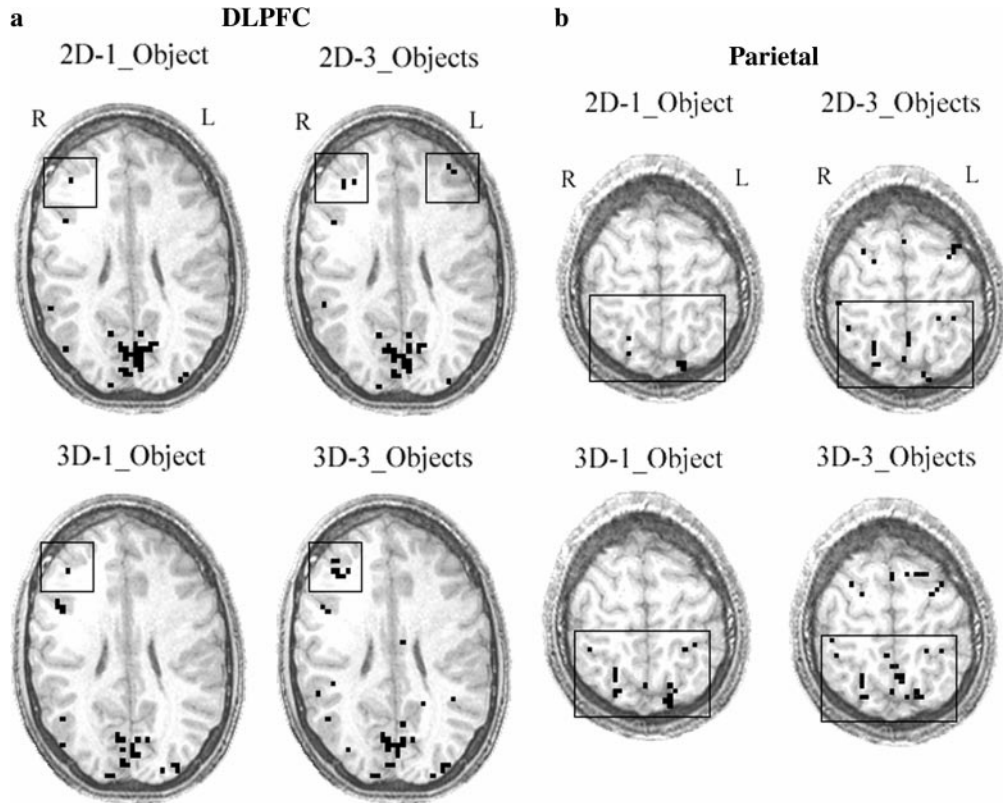 a DLPFC
2D-1_Object 2D-3_Objects
R L R L
3D-1_Object 3D-3_Objects
b
Parietal
2D-1_Object 2D-3_Objects
R L R L
3D-1_Object 3D-3_Objects